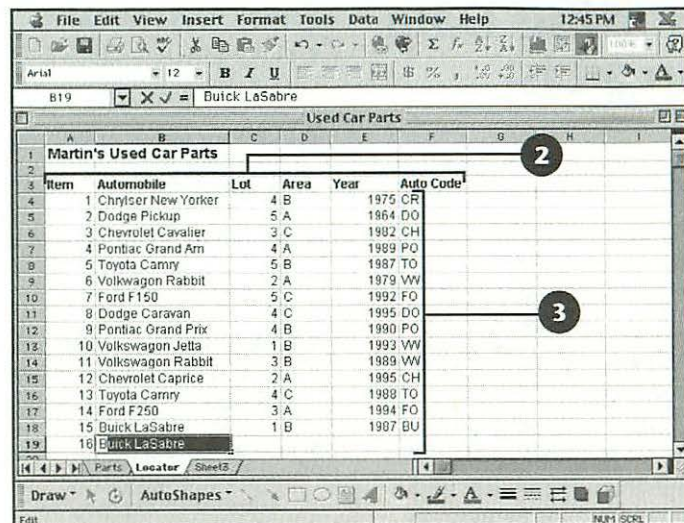 File Edit View Insert Format Tools Data Window Help 12:45 PM
100%
Arial 12 B I U $ % ,
B19 X ✓ = Buick LaSabre
Used Car Parts
A B C D E F G H I
1 Martin's Used Car Parts
2
2
3 Item Automobile Lot Area Year Auto Code
4 1 Chrylser New Yorker 4 B 1975 CR
5 2 Dodge Pickup 5 A 1964 DO
6 3 Chevrolet Cavalier 3 C 1982 CH
7 4 Pontiac Grand Am 4 A 1989 PO
8 5 Toyota Camry 5 B 1987 TO
9 6 Volkwagon Rabbit 2 A 1979 VW
10 7 Ford F150 5 C 1992 FO
11 8 Dodge Caravan 4 C 1995 DO
3
12 9 Pontiac Grand Prix 4 B 1990 PO
13 10 Volkswagon Jetta 1 B 1993 VW
14 11 Volkswagon Rabbit 3 B 1989 VW
15 12 Chevrolet Caprice 2 A 1995 CH
16 13 Tuyota Camry 4 C 1988 TO
17 14 Ford F250 3 A 1994 FO
18 15 Buick LaSabre 1 B 1987 BU
19 16 Buick LaSabre
Parts Locator Sheet3
Draw AutoShapes A
Edit NUM SCRL